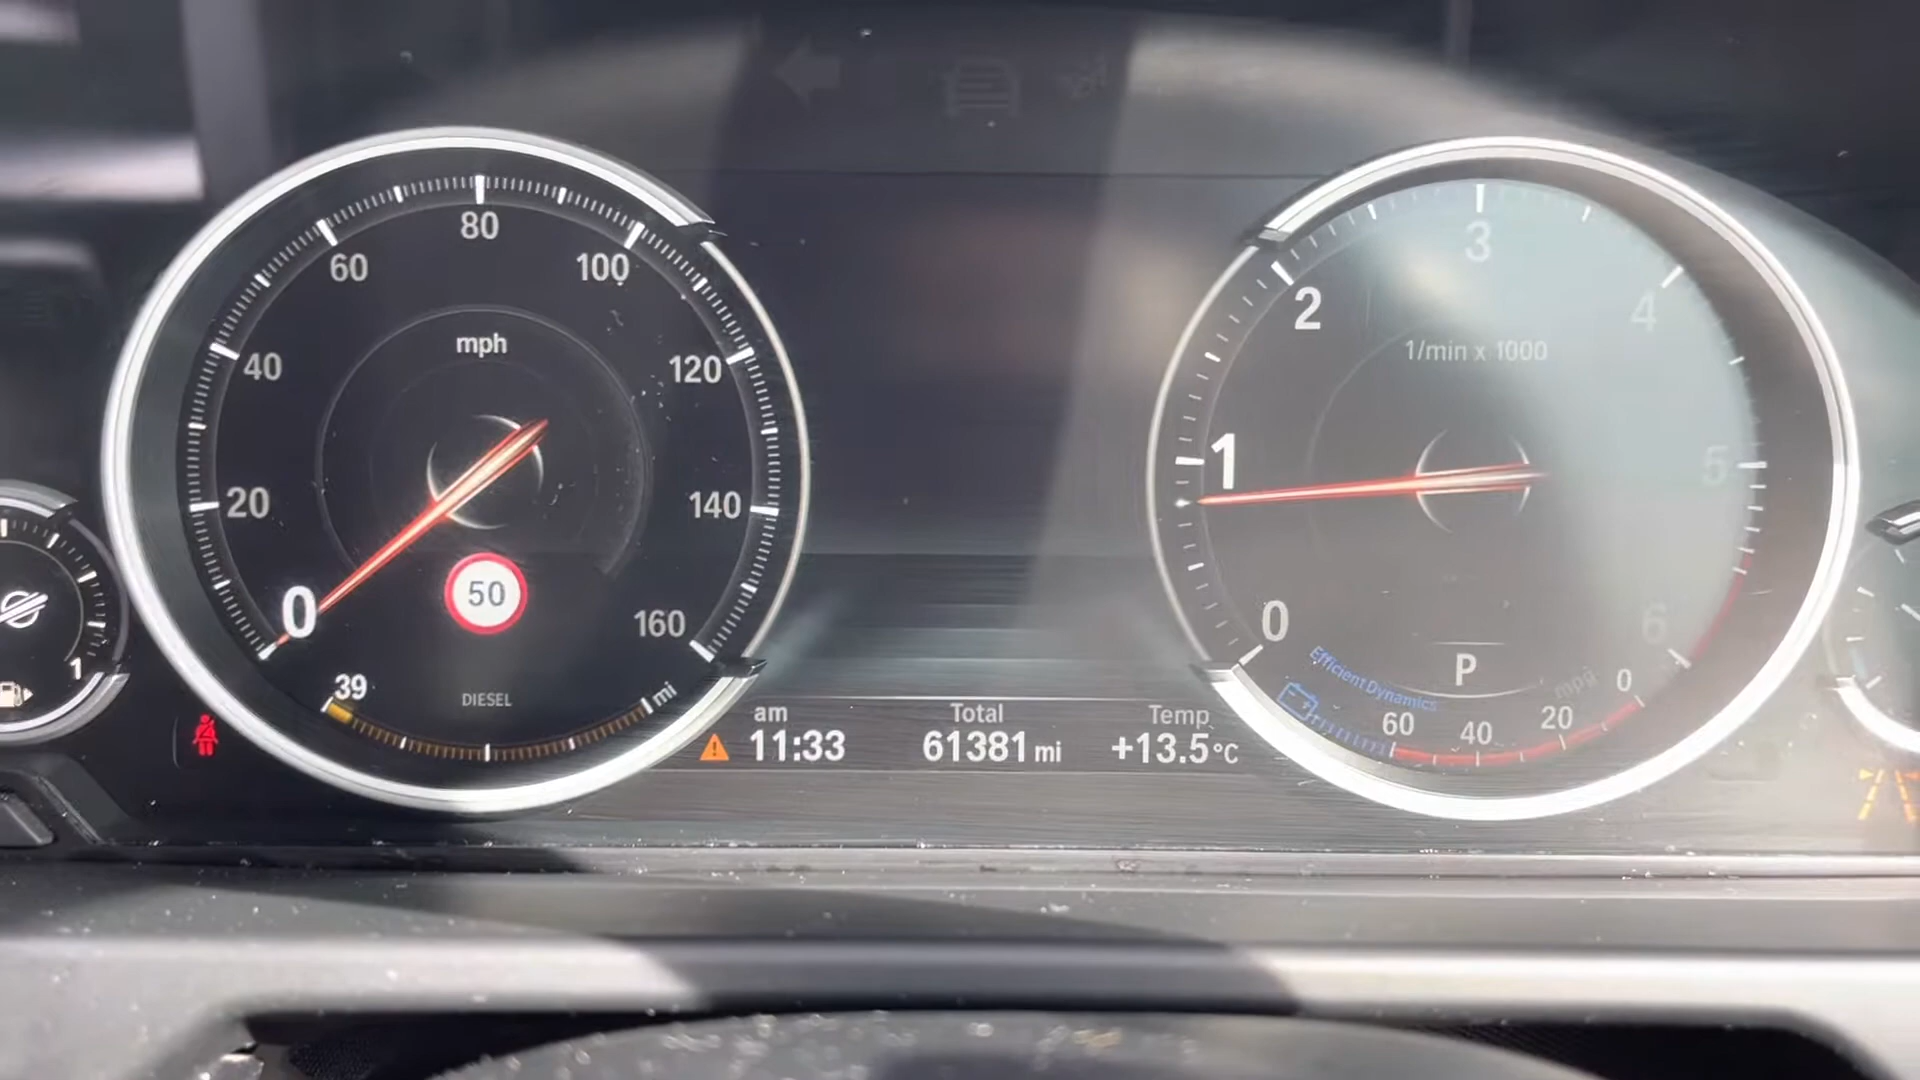 80
60
100
40
mph
120
20
140
0
50
160
39
DIESEL
mi
1
am
11:33
Total
61381 mi
Temp
+13.5°C
3
2
4
1/min x 1000
1
5
0
6
P
Efficient Dynamics
mpg
60
40
20
0